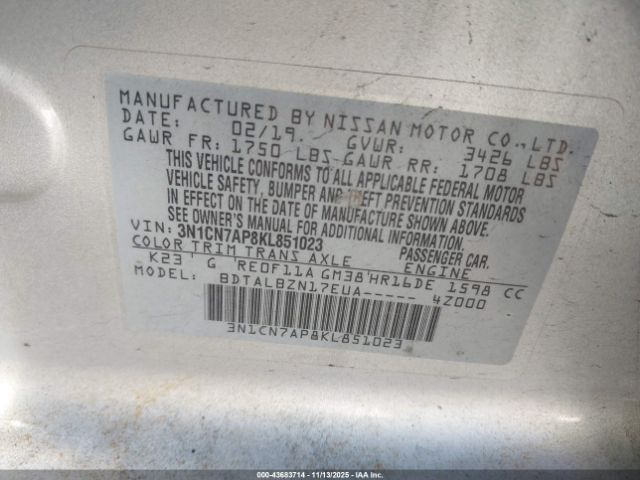 MANUFACTURED BY NISSAN MOTOR CO., LTD.
DATE: 02/19 GVWR: 3426 LBS
GAWR FR: 1750 LBS GAWR RR: 1708 LBS
THIS VEHICLE CONFORMS TO ALL APPLICABLE FEDERAL MOTOR
VEHICLE SAFETY, BUMPER AND THEFT PREVENTION STANDARDS
IN EFFECT ON THE DATE OF MANUFACTURE SHOWN ABOVE.
SEE OWNER'S MANUAL FOR ADDITIONAL INFORMATION.
VIN: 3N1CN7AP8KL851023 PASSENGER CAR.
COLOR TRIM TRANS AXLE ENGINE
K23 G RE0F11A GM38 HR16DE 1598 CC
MODEL: BDTALBZN17EUA----- 4Z000
3N1CN7AP8KL851023
000-43683714 - 11/13/2025 - IAAI.COM